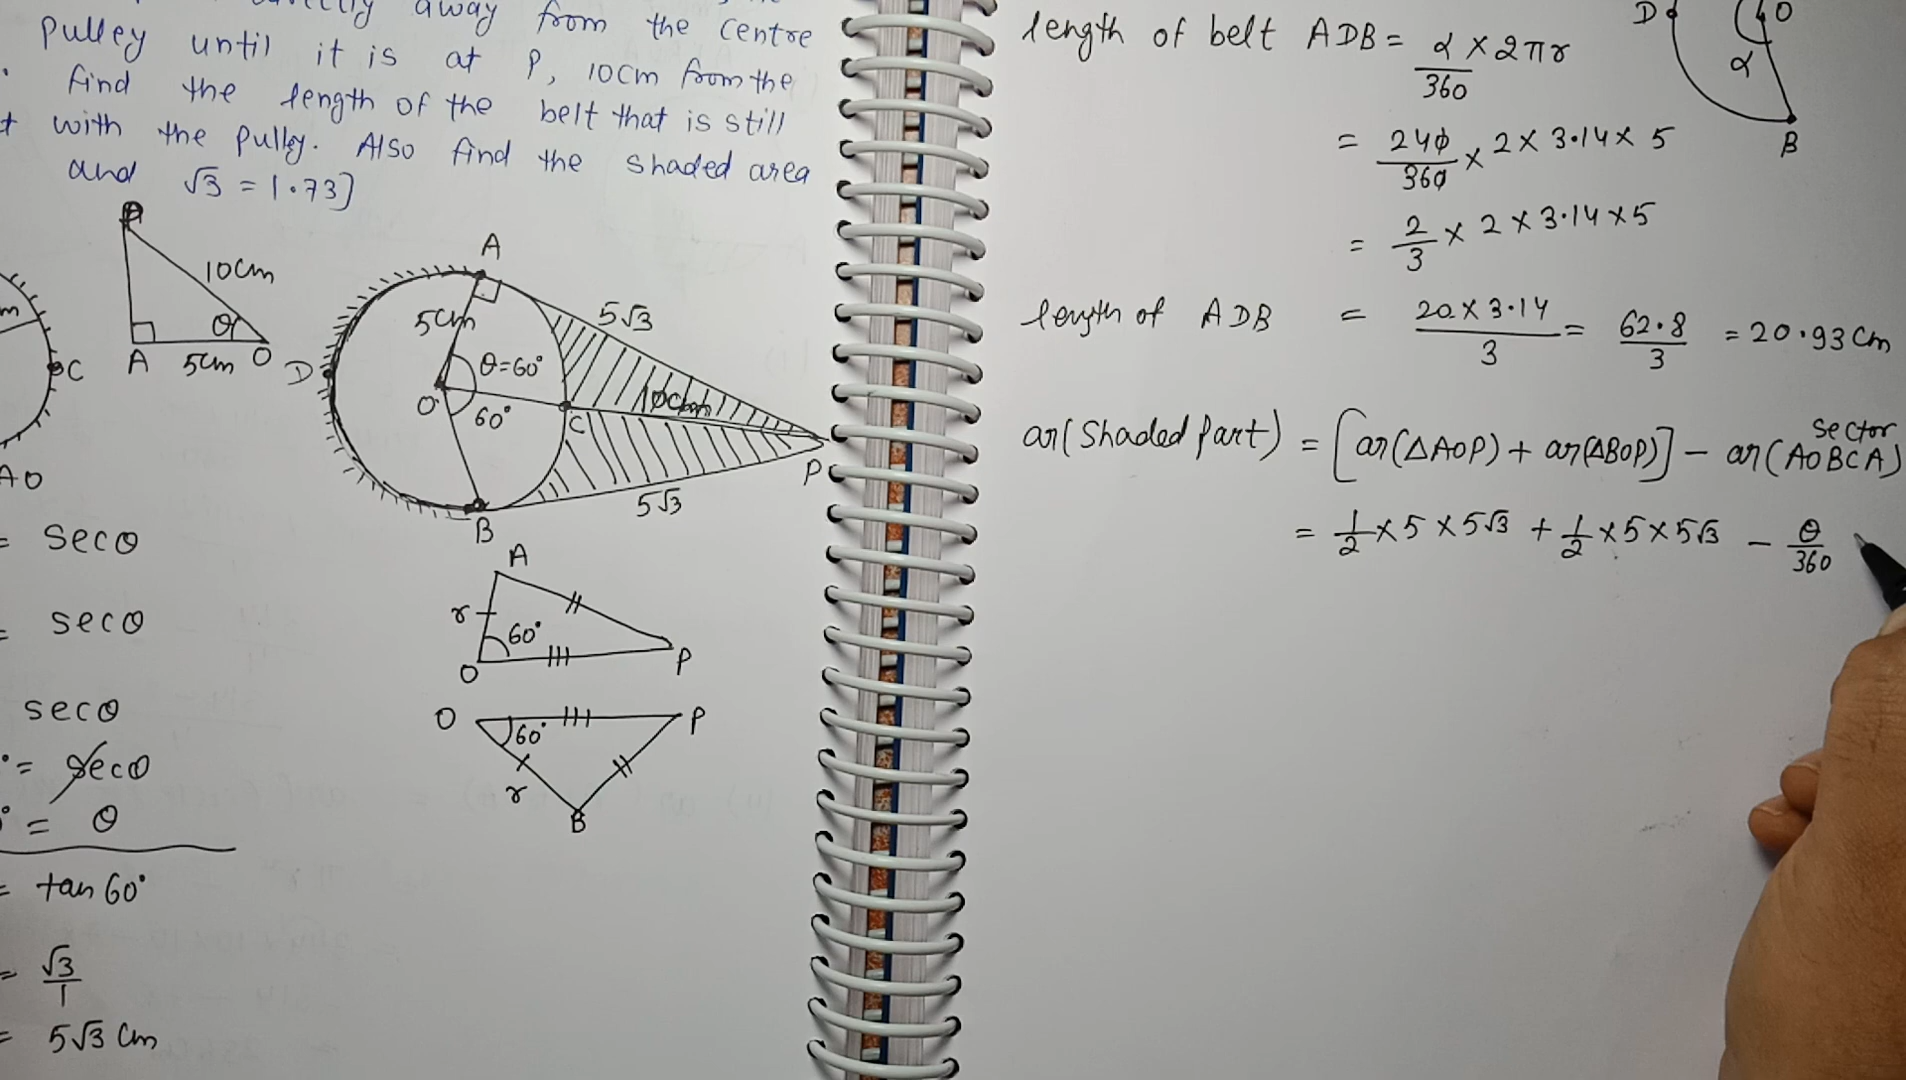 away from the centre
pulley until it is at P, 10cm from the
find the length of the belt that is still
with the pulley. Also find the shaded area
and √3 = 1.73]
10cm
θ
A 5cm O
C
AO
= secθ
= secθ
secθ
= secθ
= θ
= tan 60°
= √3/1
= 5√3 cm
A
5√3
5cm
D
θ=60°
10cm
O
60°
C
P
5√3
B
A
r
60°
O
P
O
P
60°
r
B
length of belt ADB = α/360 × 2πr
= 240/360 × 2 × 3.14 × 5
= 2/3 × 2 × 3.14 × 5
length of ADB = 20 × 3.14/3 = 62.8/3 = 20.93 cm
ar(Shaded Part) = [ar(ΔAOP) + ar(ΔBOP)] − ar(sector AOBCA)
= 1/2 × 5 × 5√3 + 1/2 × 5 × 5√3 − θ/360
D
O
α
B